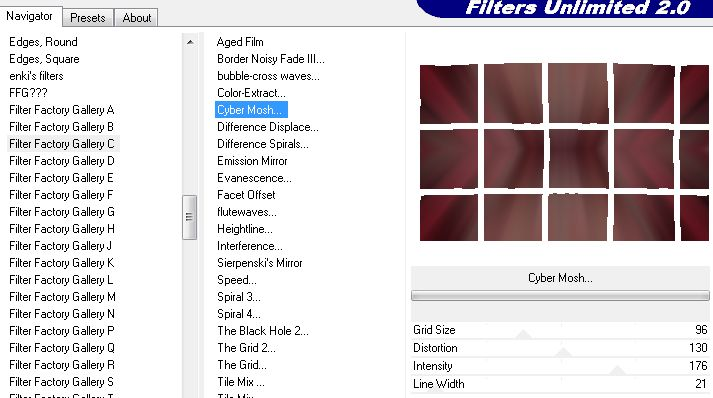 Filters Unlimited 2.0
Navigator Presets About
Edges, Round
Edges, Square
enki's filters
FFG???
Filter Factory Gallery A
Filter Factory Gallery B
Filter Factory Gallery C
Filter Factory Gallery D
Filter Factory Gallery E
Filter Factory Gallery F
Filter Factory Gallery G
Filter Factory Gallery H
Filter Factory Gallery J
Filter Factory Gallery K
Filter Factory Gallery L
Filter Factory Gallery M
Filter Factory Gallery N
Filter Factory Gallery P
Filter Factory Gallery Q
Filter Factory Gallery R
Filter Factory Gallery S
Filter Factory Gallery T
Aged Film
Border Noisy Fade III...
bubble-cross waves...
Color-Extract...
Cyber Mosh...
Difference Displace...
Difference Spirals...
Emission Mirror
Evanescence...
Facet Offset
flutewaves...
Heightline...
Interference...
Sierpenski's Mirror
Speed...
Spiral 3...
Spiral 4...
The Black Hole 2...
The Grid 2...
The Grid...
Tile Mix ...
Tile Mix
Cyber Mosh...
Grid Size 96
Distortion 130
Intensity 176
Line Width 21